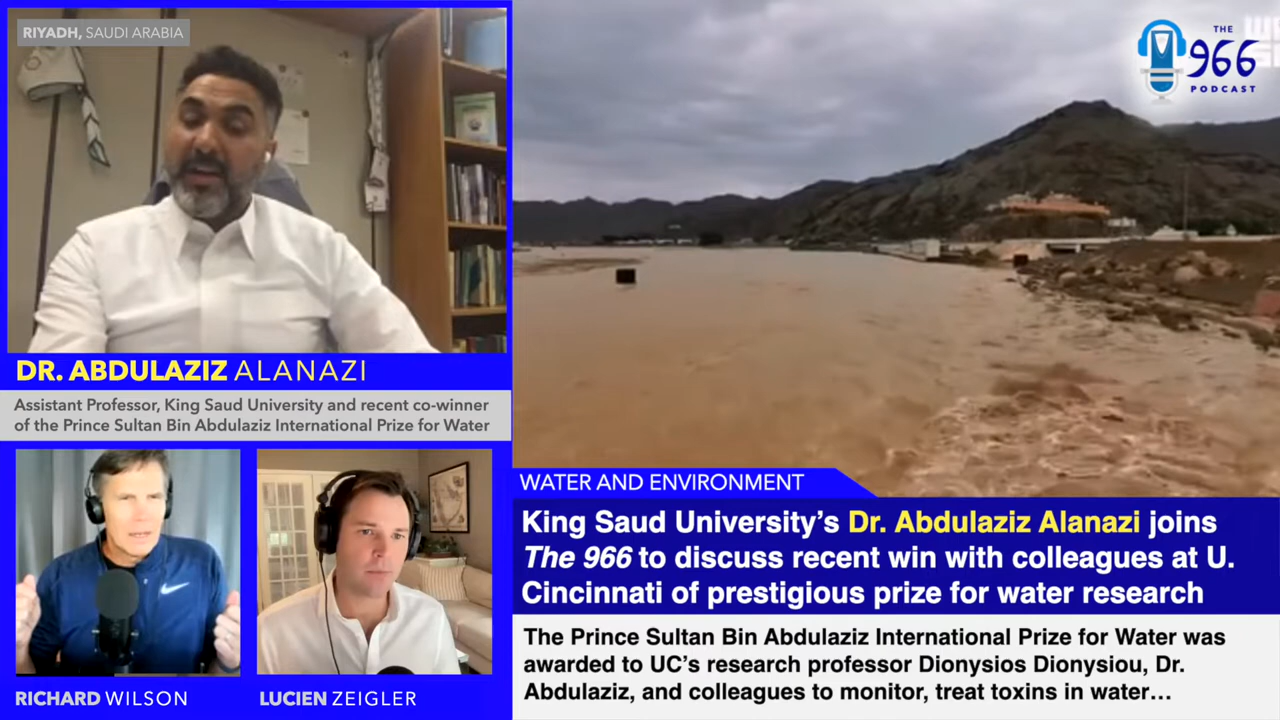 RIYADH, SAUDI ARABIA
THE
966
PODCAST
DR. ABDULAZIZ ALANAZI
Assistant Professor, King Saud University and recent co-winner
of the Prince Sultan Bin Abdulaziz International Prize for Water
RICHARD WILSON
LUCIEN ZEIGLER
WATER AND ENVIRONMENT
King Saud University’s Dr. Abdulaziz Alanazi joins
The 966 to discuss recent win with colleagues at U.
Cincinnati of prestigious prize for water research
The Prince Sultan Bin Abdulaziz International Prize for Water was
awarded to UC’s research professor Dionysios Dionysiou, Dr.
Abdulaziz, and colleagues to monitor, treat toxins in water…